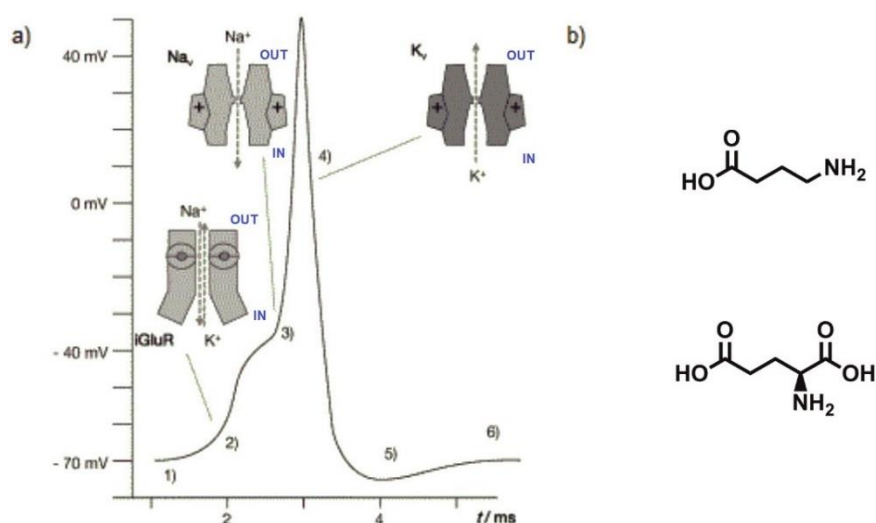 a)
b)
40 mV
0 mV
- 40 mV
- 70 mV
Na⁺
Naᵥ
OUT
IN
Kᵥ
OUT
IN
K⁺
4)
Na⁺
OUT
IN
iGluR
K⁺
3)
2)
1)
5)
6)
2
4
t/ ms
O
HO
NH₂
O
O
HO
OH
NH₂
+
+
+
+